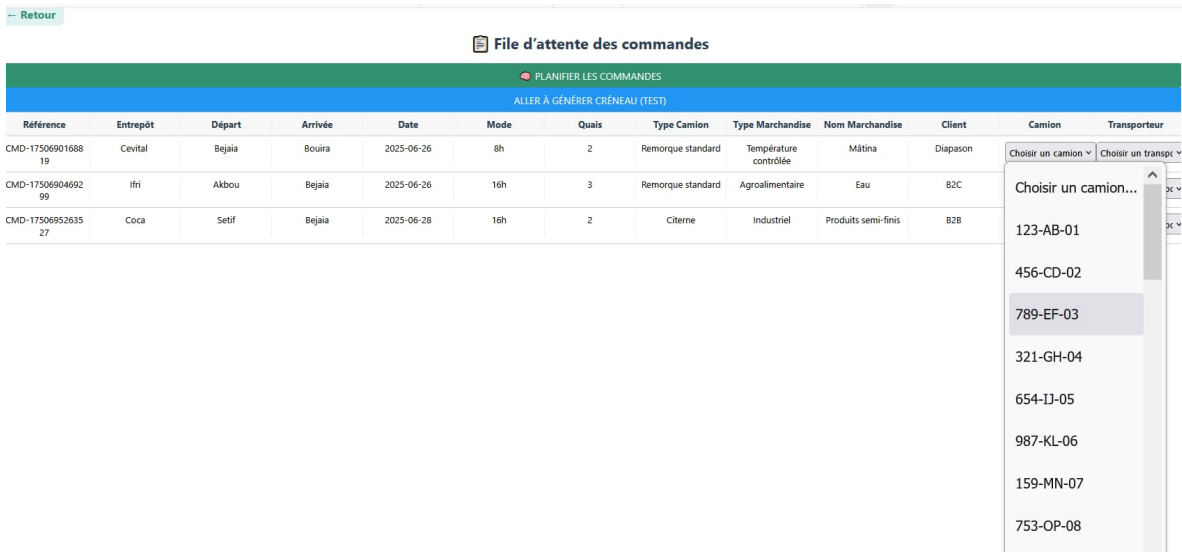 ← Retour
📋 File d’attente des commandes
🧠 PLANIFIER LES COMMANDES
ALLER À GÉNÉRER CRÉNEAU (TEST)
Référence Entrepôt Départ Arrivée Date Mode Quais Type Camion Type Marchandise Nom Marchandise Client Camion Transporteur
CMD-17506901688 Cevital Bejaia Bouira 2025-06-26 8h 2 Remorque standard Température Mâtina Diapason Choisir un camion Choisir un transpc
19 contrôlée
CMD-17506904692 Ifri Akbou Bejaia 2025-06-26 16h 3 Remorque standard Agroalimentaire Eau B2C
99
CMD-17506952635 Coca Setif Bejaia 2025-06-28 16h 2 Citerne Industriel Produits semi-finis B2B
27
Choisir un camion...
123-AB-01
456-CD-02
789-EF-03
321-GH-04
654-IJ-05
987-KL-06
159-MN-07
753-OP-08